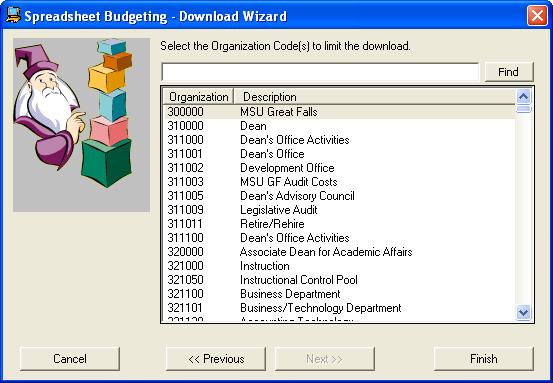 Spreadsheet Budgeting - Download Wizard
Select the Organization Code(s) to limit the download.
Find
Organization Description
300000 MSU Great Falls
310000 Dean
311000 Dean's Office Activities
311001 Dean's Office
311002 Development Office
311003 MSU GF Audit Costs
311005 Dean's Advisory Council
311009 Legislative Audit
311011 Retire/Rehire
311100 Dean's Office Activities
320000 Associate Dean for Academic Affairs
321000 Instruction
321050 Instructional Control Pool
321100 Business Department
321101 Business/Technology Department
Accounting Technology
Cancel << Previous Next >> Finish